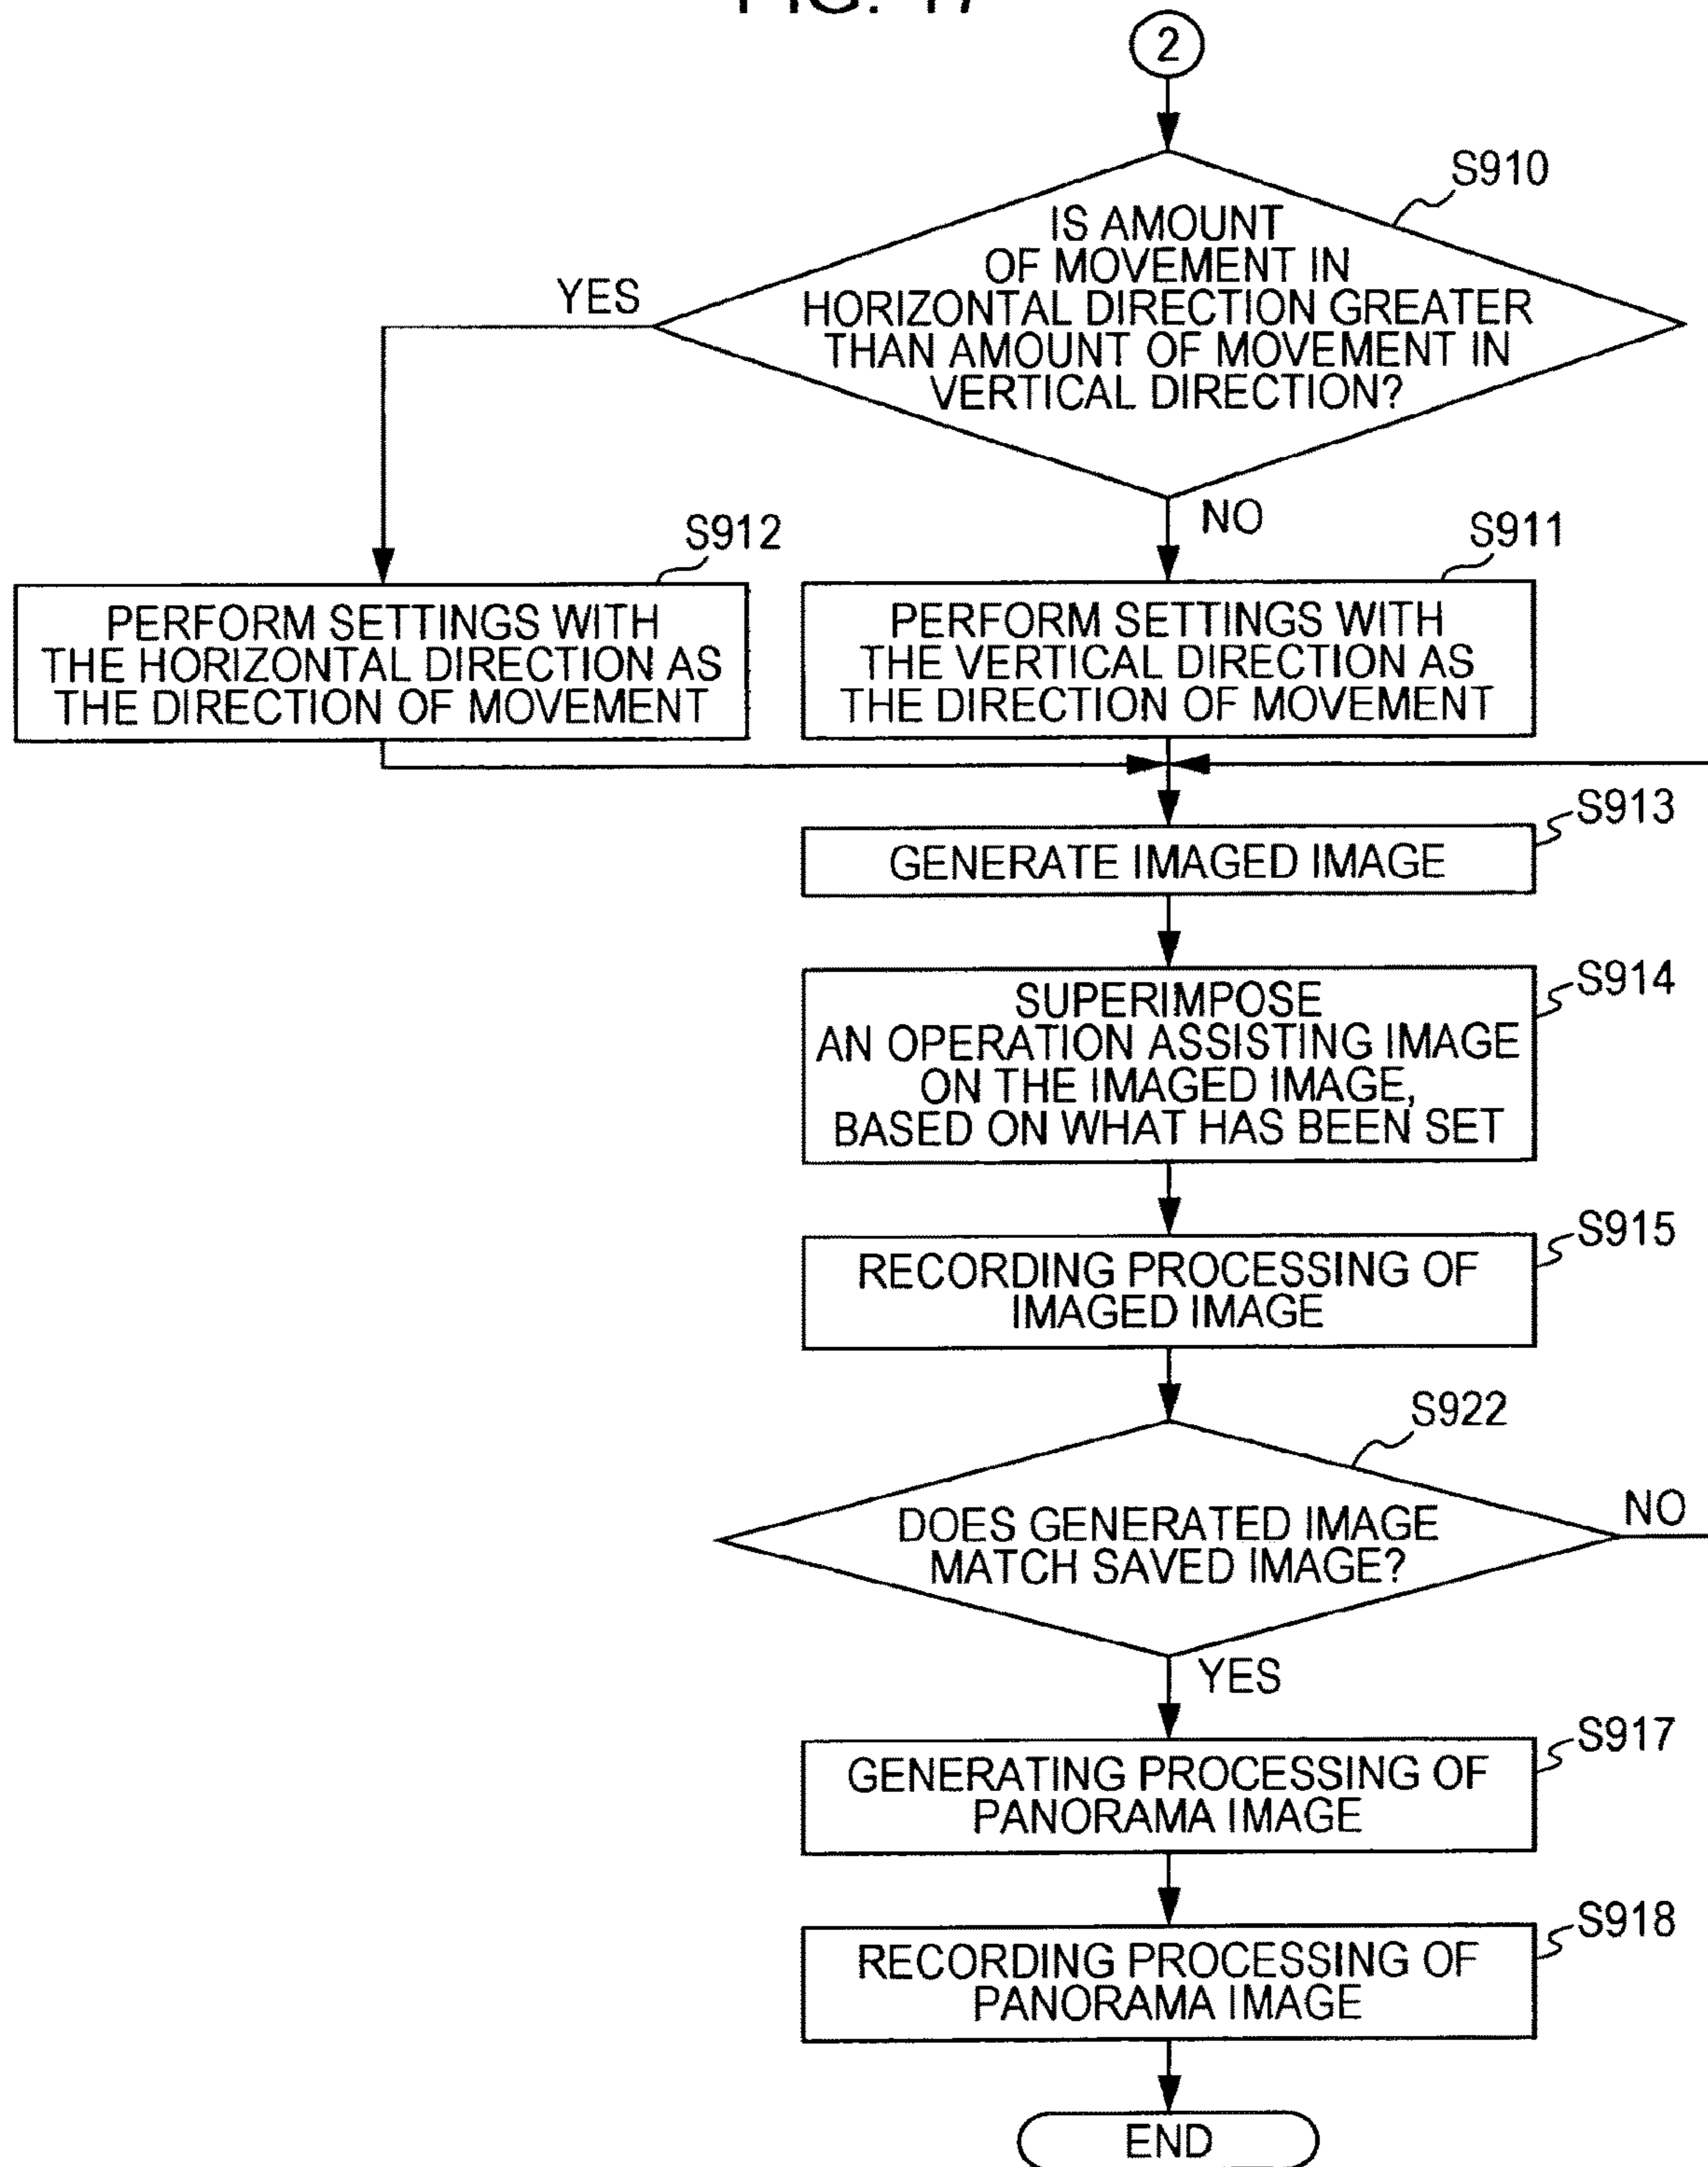 2
S910
IS AMOUNT
OF MOVEMENT IN
HORIZONTAL DIRECTION GREATER
THAN AMOUNT OF MOVEMENT IN
VERTICAL DIRECTION?
YES
NO
S912
PERFORM SETTINGS WITH
THE HORIZONTAL DIRECTION AS
THE DIRECTION OF MOVEMENT
S911
PERFORM SETTINGS WITH
THE VERTICAL DIRECTION AS
THE DIRECTION OF MOVEMENT
S913
GENERATE IMAGED IMAGE
S914
SUPERIMPOSE
AN OPERATION ASSISTING IMAGE
ON THE IMAGED IMAGE,
BASED ON WHAT HAS BEEN SET
S915
RECORDING PROCESSING OF
IMAGED IMAGE
S922
DOES GENERATED IMAGE
MATCH SAVED IMAGE?
NO
YES
S917
GENERATING PROCESSING OF
PANORAMA IMAGE
S918
RECORDING PROCESSING OF
PANORAMA IMAGE
END